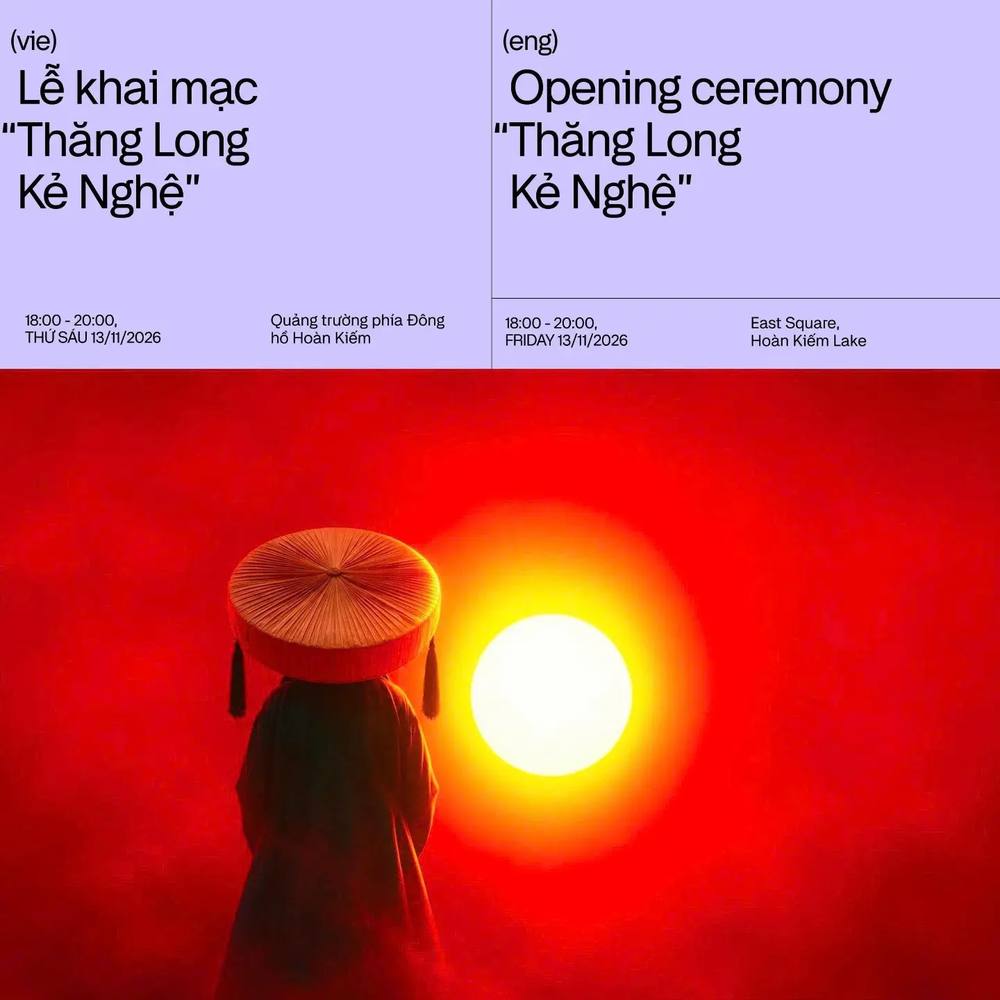 (vie)
Lễ khai mạc
“Thăng Long
Kẻ Nghệ”
18:00 - 20:00,
THỨ SÁU 13/11/2026
Quảng trường phía Đông
hồ Hoàn Kiếm
(eng)
Opening ceremony
“Thăng Long
Kẻ Nghệ”
18:00 - 20:00,
FRIDAY 13/11/2026
East Square,
Hoàn Kiếm Lake